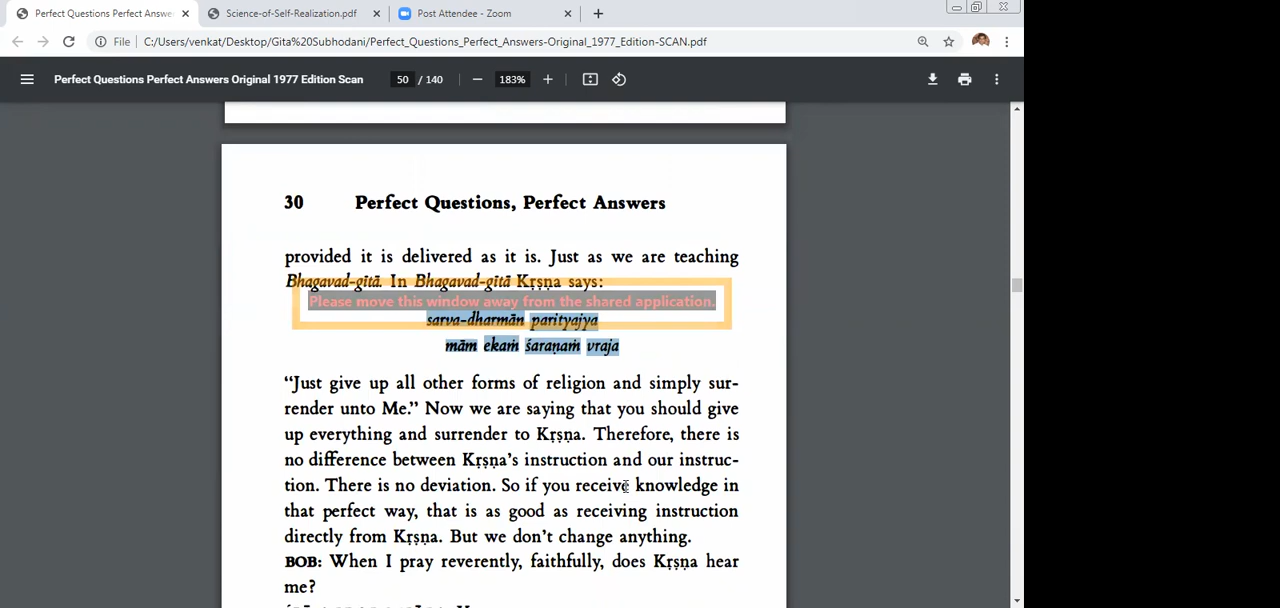 Perfect Questions Perfect Answe
Science-of-Self-Realization.pdf
Post Attendee - Zoom
File
C:/Users/venkat/Desktop/Gita%20Subhodani/Perfect_Questions_Perfect_Answers-Original_1977_Edition-SCAN.pdf
Perfect Questions Perfect Answers Original 1977 Edition Scan
50 / 140
183%
30 Perfect Questions, Perfect Answers
provided it is delivered as it is. Just as we are teaching
Bhagavad-gītā. In Bhagavad-gītā Kṛṣṇa says:
Please move this window away from the shared application.
sarva-dharmān parityajya
mām ekaṁ śaraṇaṁ vraja
“Just give up all other forms of religion and simply sur-
render unto Me.” Now we are saying that you should give
up everything and surrender to Kṛṣṇa. Therefore, there is
no difference between Kṛṣṇa’s instruction and our instruc-
tion. There is no deviation. So if you receive knowledge in
that perfect way, that is as good as receiving instruction
directly from Kṛṣṇa. But we don’t change anything.
BOB: When I pray reverently, faithfully, does Kṛṣṇa hear
me?